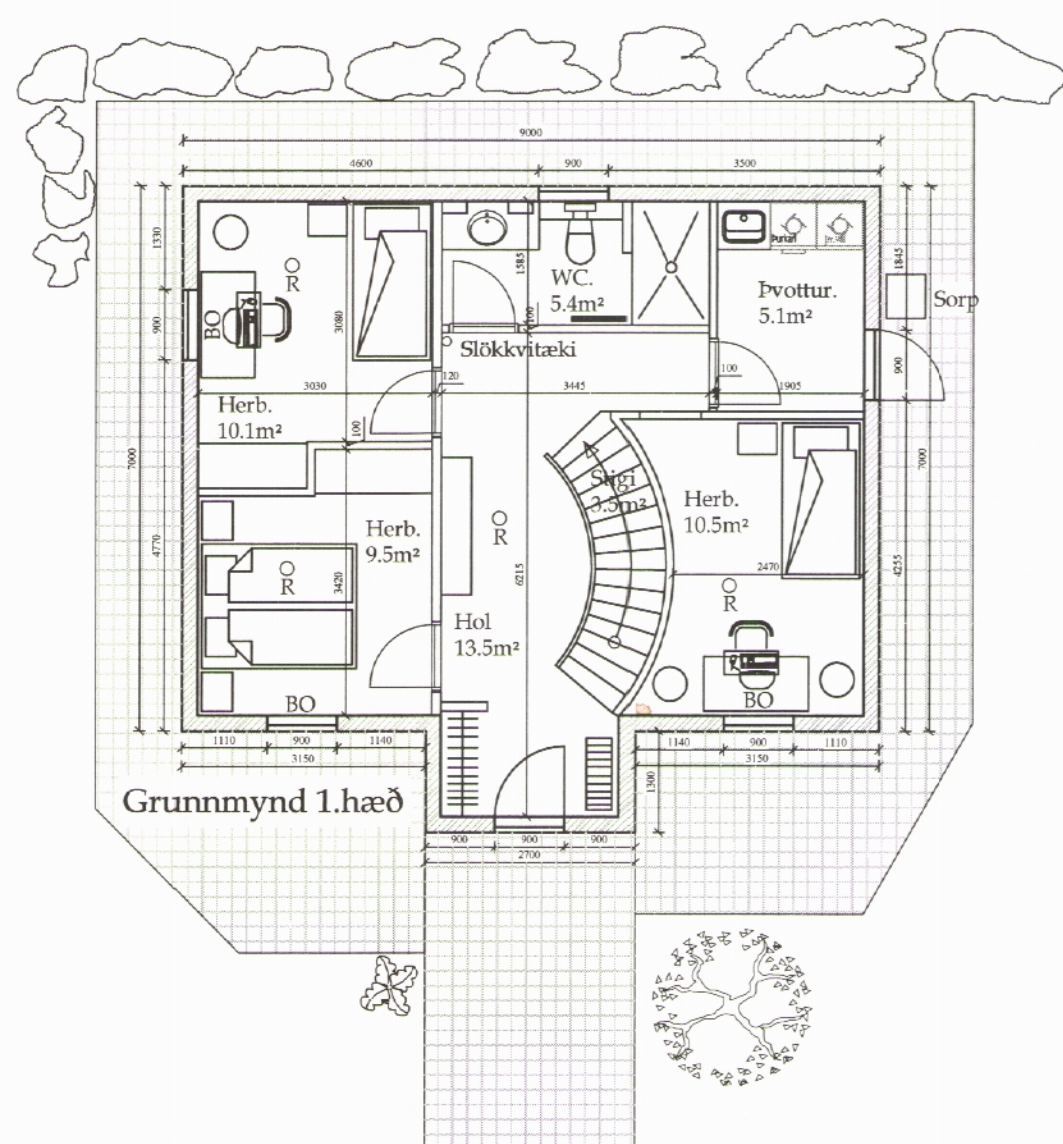 9000
4600 900 3500
1330
900
4770
7000
1845
900
4255
7000
Sorp
R
BO
3080
3030
Herb.
10.1m²
100
120
1585
100
WC.
5.4m²
Slökkvitæki
3445
Þurrkari
Þvottur.
5.1m²
100
1905
Herb.
9.5m²
R
3420
BO
R
6215
Hol
13.5m²
Stigi
3.5m²
Herb.
10.5m²
2470
R
BO
1110 900 1140
3150
1140 900 1110
3150
1300
Grunnmynd 1.hæð
900 900 900
2700